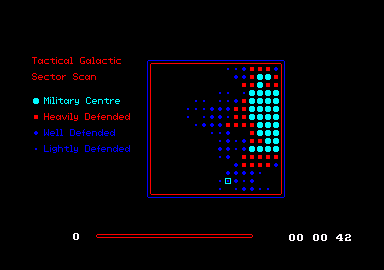 Tactical Galactic
Sector Scan
Military Centre
Heavily Defended
Well Defended
Lightly Defended
0
00 00 42